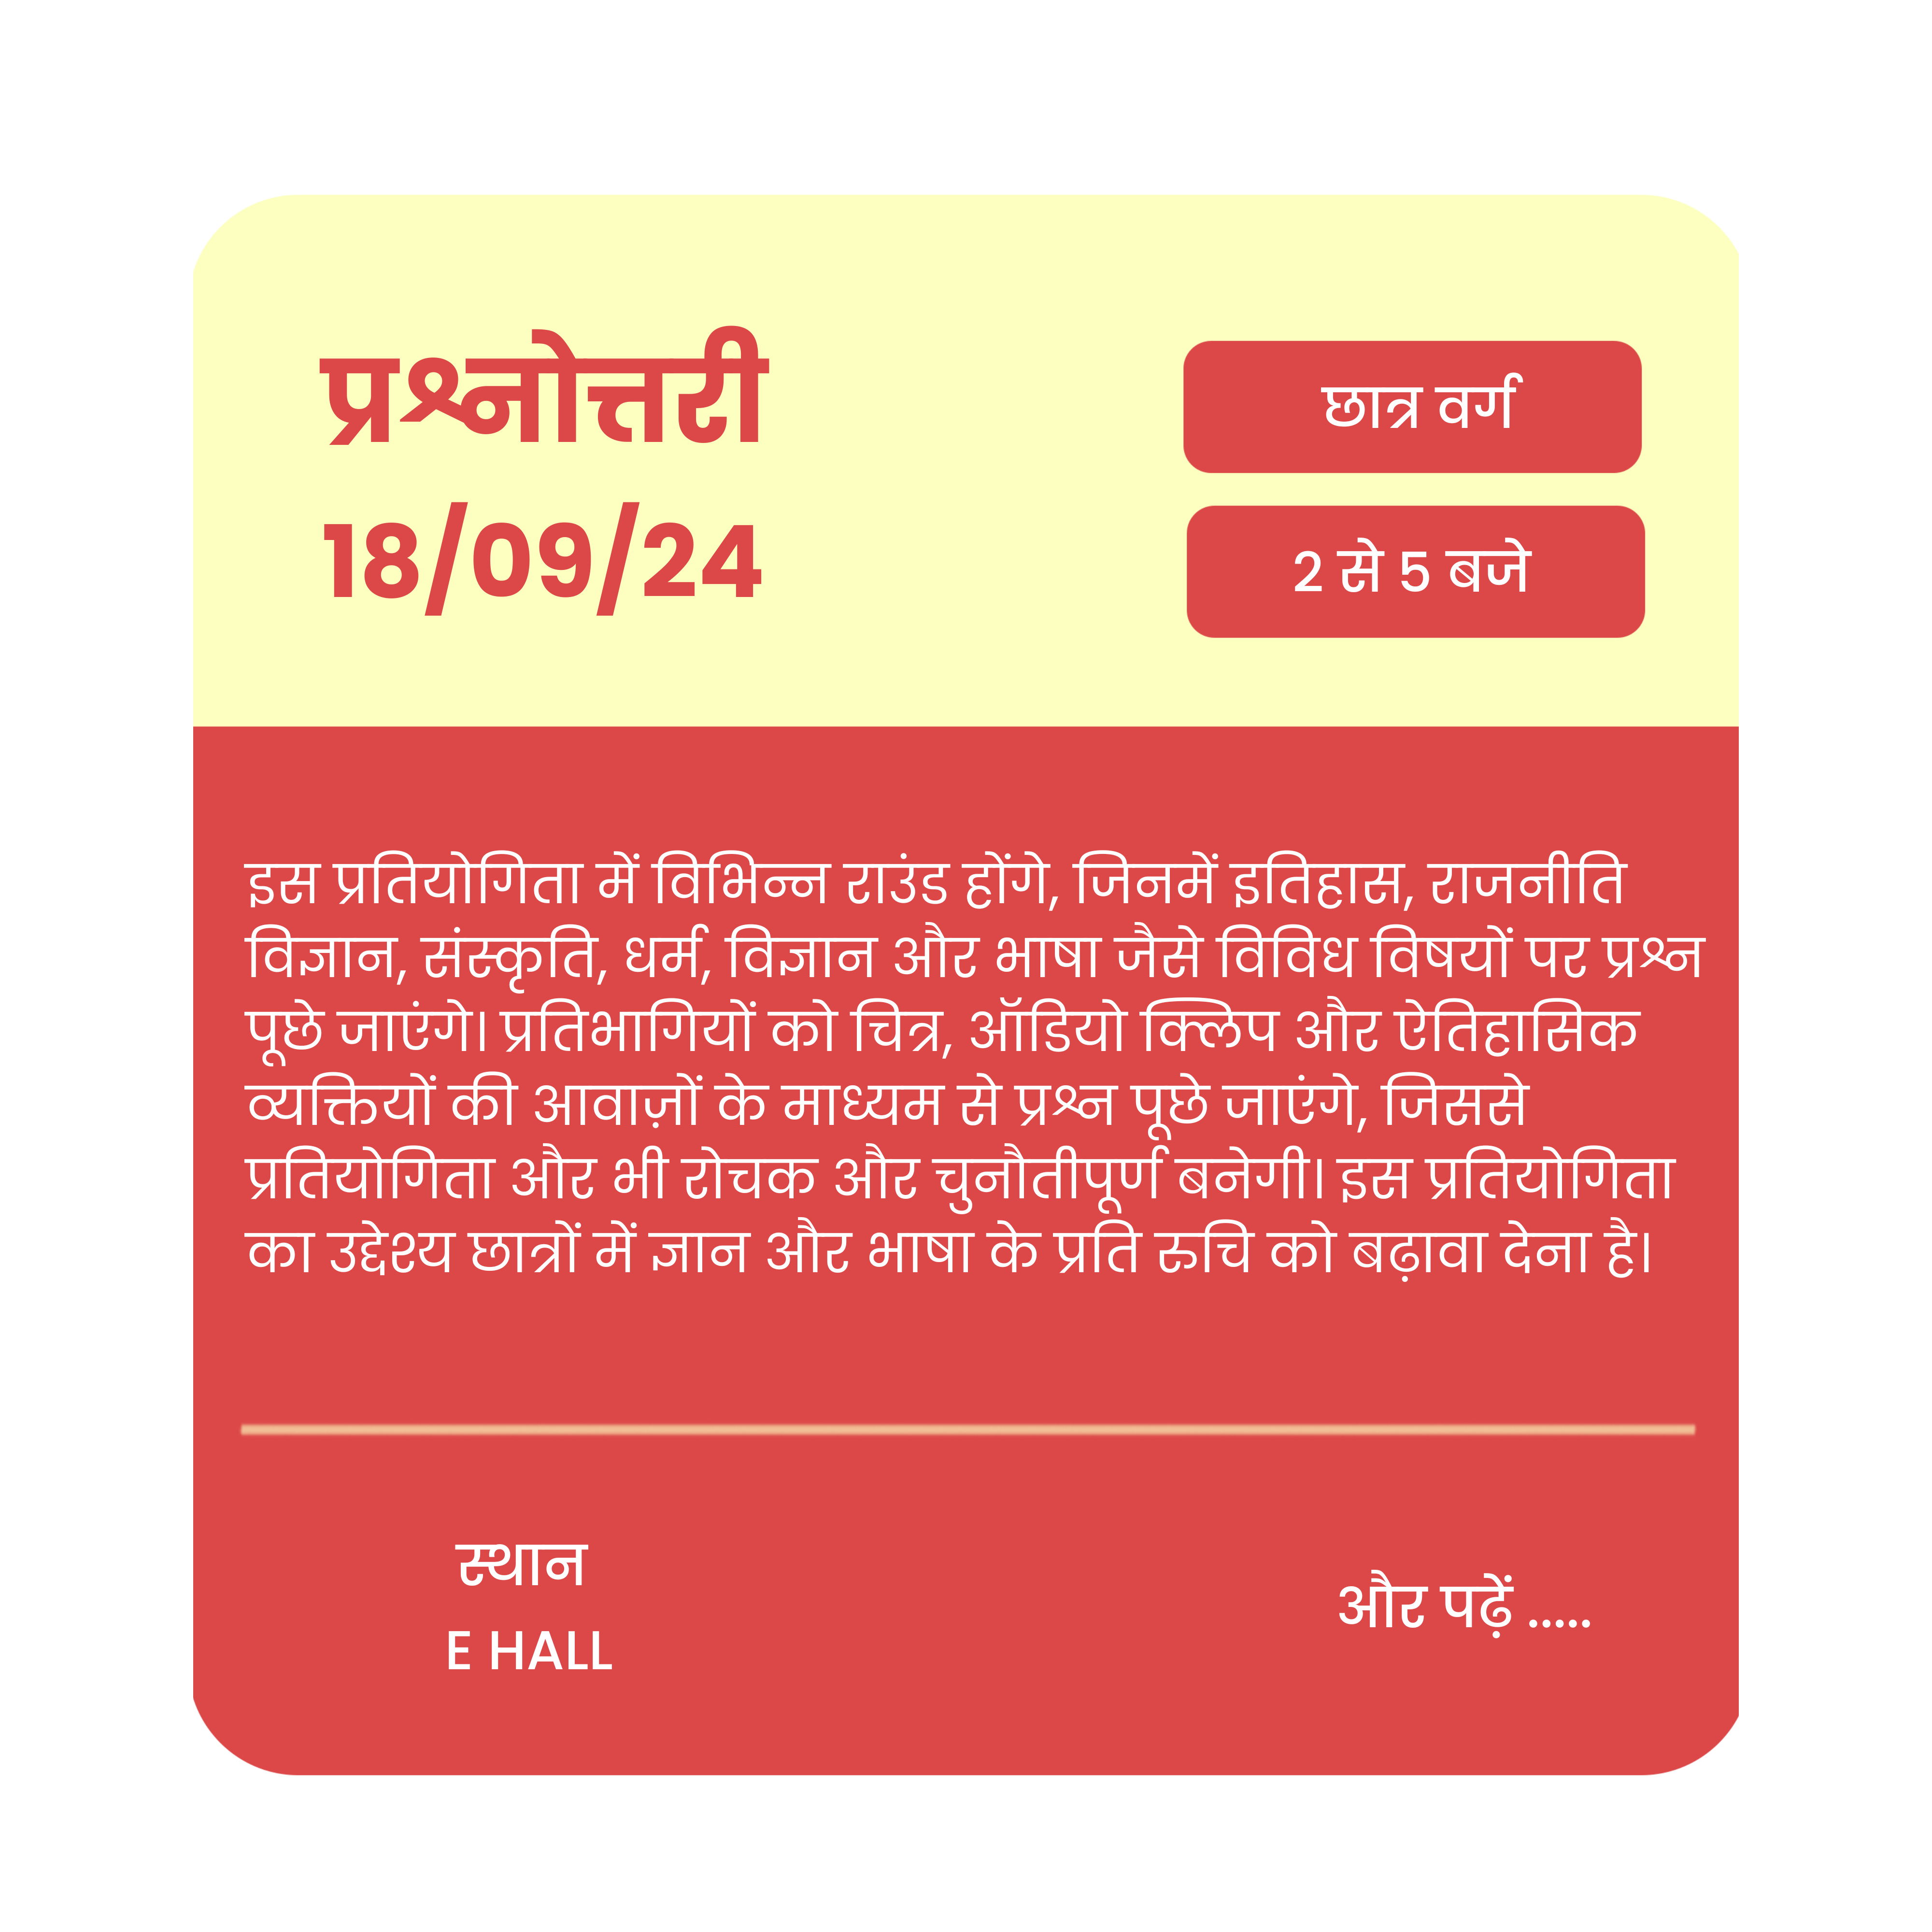 प्रश्नोत्तरी
18/09/24
छात्र वर्ग
2 से 5 बजे
इस प्रतियोगिता में विभिन्न राउंड होंगे, जिनमें इतिहास, राजनीति
विज्ञान, संस्कृति, धर्म, विज्ञान और भाषा जैसे विविध विषयों पर प्रश्न
पूछे जाएंगे। प्रतिभागियों को चित्र, ऑडियो क्लिप और ऐतिहासिक
व्यक्तियों की आवाज़ों के माध्यम से प्रश्न पूछे जाएंगे, जिससे
प्रतियोगिता और भी रोचक और चुनौतीपूर्ण बनेगी। इस प्रतियोगिता
का उद्देश्य छात्रों में ज्ञान और भाषा के प्रति रुचि को बढ़ावा देना है।
स्थान
E HALL
और पढ़ें .....